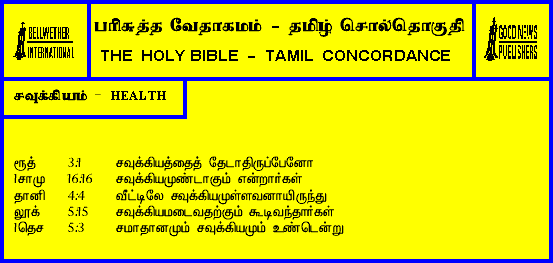 BELLWETHER
INTERNATIONAL
பரிசுத்த வேதாகமம் - தமிழ் சொல்தொகுதி
THE HOLY BIBLE - TAMIL CONCORDANCE
GOOD NEWS
PUBLISHERS
சவுக்கியம் - HEALTH
ரூத் 3:1 சவுக்கியத்தைத் தேடாதிருப்பேனோ
1சாமு 16:16 சவுக்கியமுண்டாகும் என்றார்கள்
தானி 4:4 வீட்டிலே சவுக்கியமுள்ளவனாயிருந்து
லூக் 5:15 சவுக்கியமடைவதற்கும் கூடிவந்தார்கள்
1தெச 5:3 சமாதானமும் சவுக்கியமும் உண்டென்று